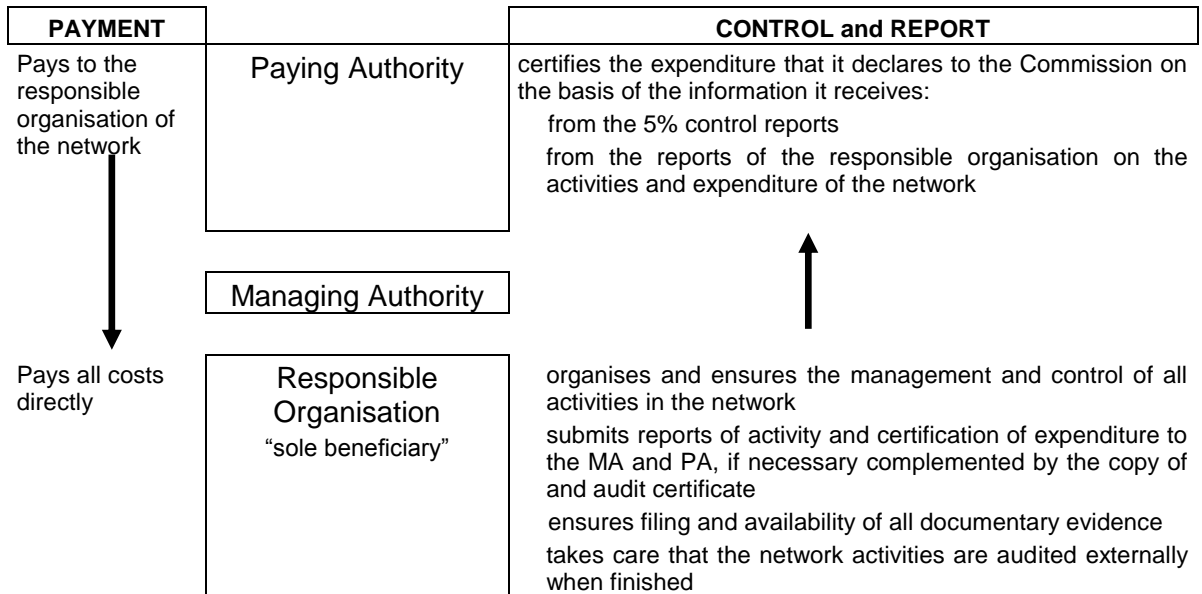 PAYMENT
CONTROL and REPORT
Pays to the
responsible
organisation of
the network
Paying Authority
certifies the expenditure that it declares to the Commission on
the basis of the information it receives:
from the 5% control reports
from the reports of the responsible organisation on the
activities and expenditure of the network
Managing Authority
Pays all costs
directly
Responsible
Organisation
“sole beneficiary”
organises and ensures the management and control of all
activities in the network
submits reports of activity and certification of expenditure to
the MA and PA, if necessary complemented by the copy of
and audit certificate
ensures filing and availability of all documentary evidence
takes care that the network activities are audited externally
when finished